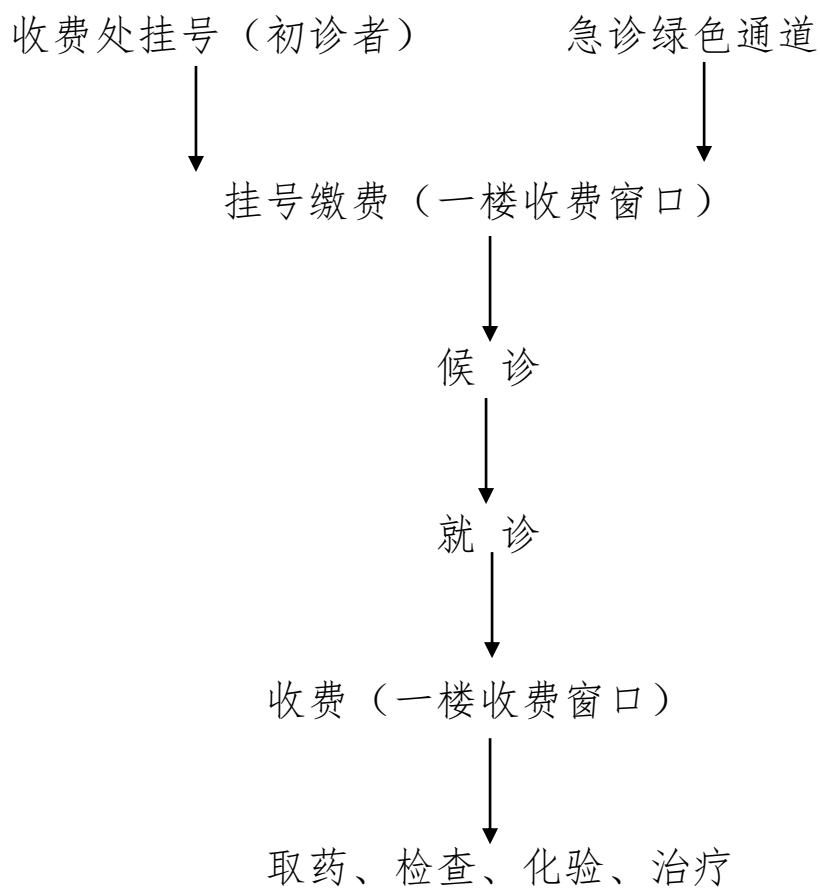 收费处挂号（初诊者） 急诊绿色通道
挂号缴费（一楼收费窗口）
候 诊
就 诊
收费（一楼收费窗口）
取药、检查、化验、治疗